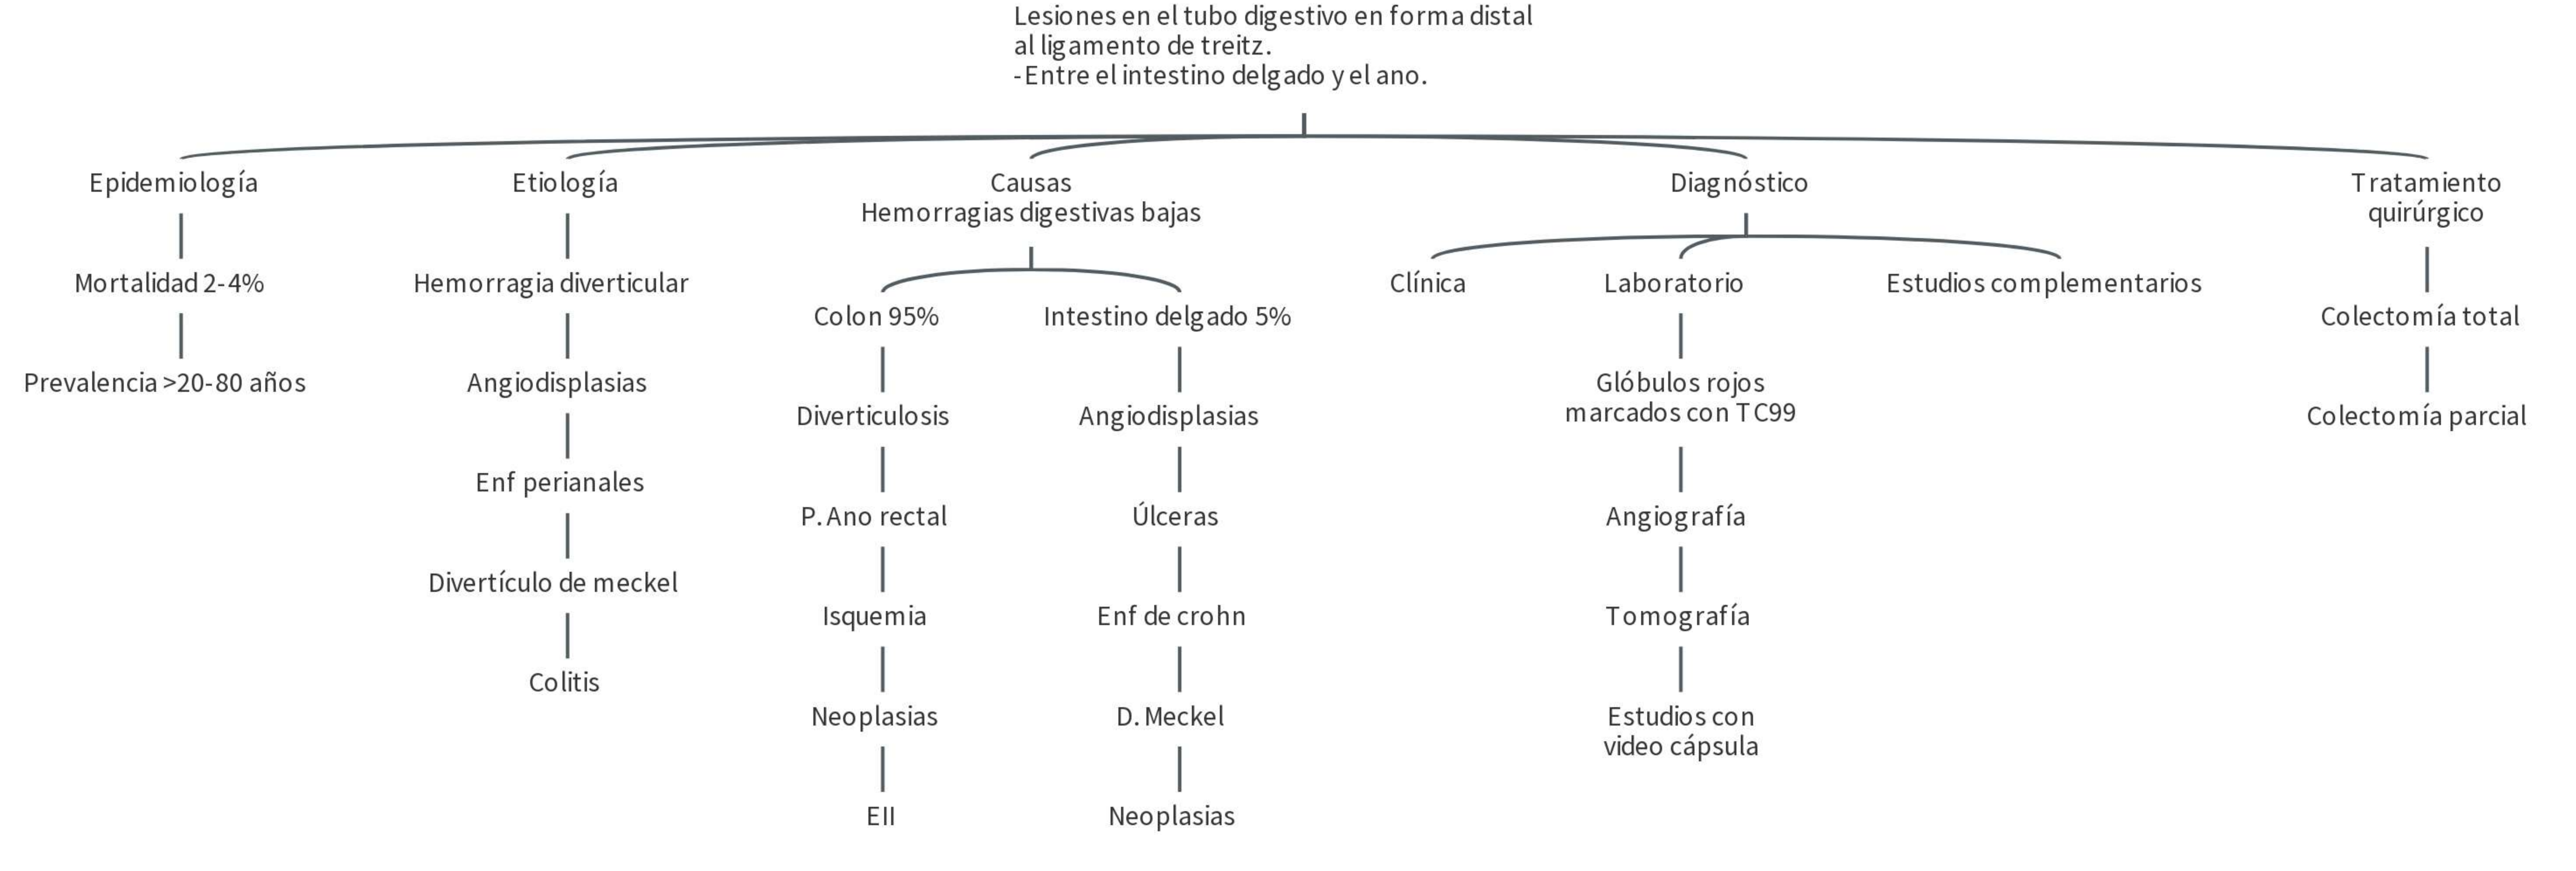 Lesiones en el tubo digestivo en forma distal
al ligamento de treitz.
-Entre el intestino delgado y el ano.
Epidemiología
Mortalidad 2-4%
Prevalencia >20-80 años
Etiología
Hemorragia diverticular
Angiodisplasias
Enf perianales
Divertículo de meckel
Colitis
Causas
Hemorragias digestivas bajas
Colon 95%
Diverticulosis
P. Ano rectal
Isquemia
Neoplasias
EII
Intestino delgado 5%
Angiodisplasias
Úlceras
Enf de crohn
D. Meckel
Neoplasias
Diagnóstico
Clínica
Laboratorio
Glóbulos rojos
marcados con TC99
Angiografía
Tomografía
Estudios con
video cápsula
Estudios complementarios
Tratamiento
quirúrgico
Colectomía total
Colectomía parcial